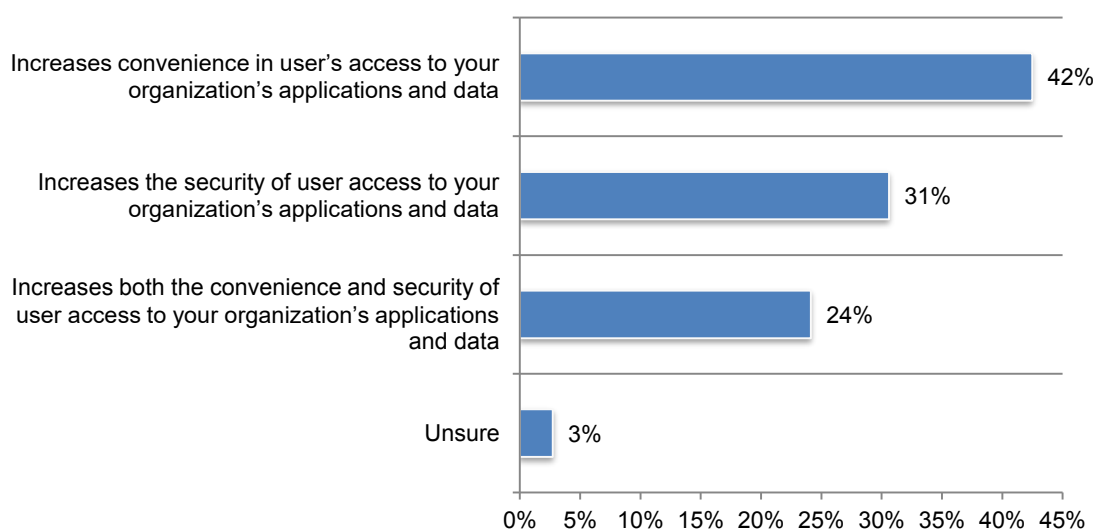 Increases convenience in user’s access to your
organization’s applications and data
42%
Increases the security of user access to your
organization’s applications and data
31%
Increases both the convenience and security of
user access to your organization’s applications
and data
24%
Unsure
3%
0% 5% 10% 15% 20% 25% 30% 35% 40% 45%